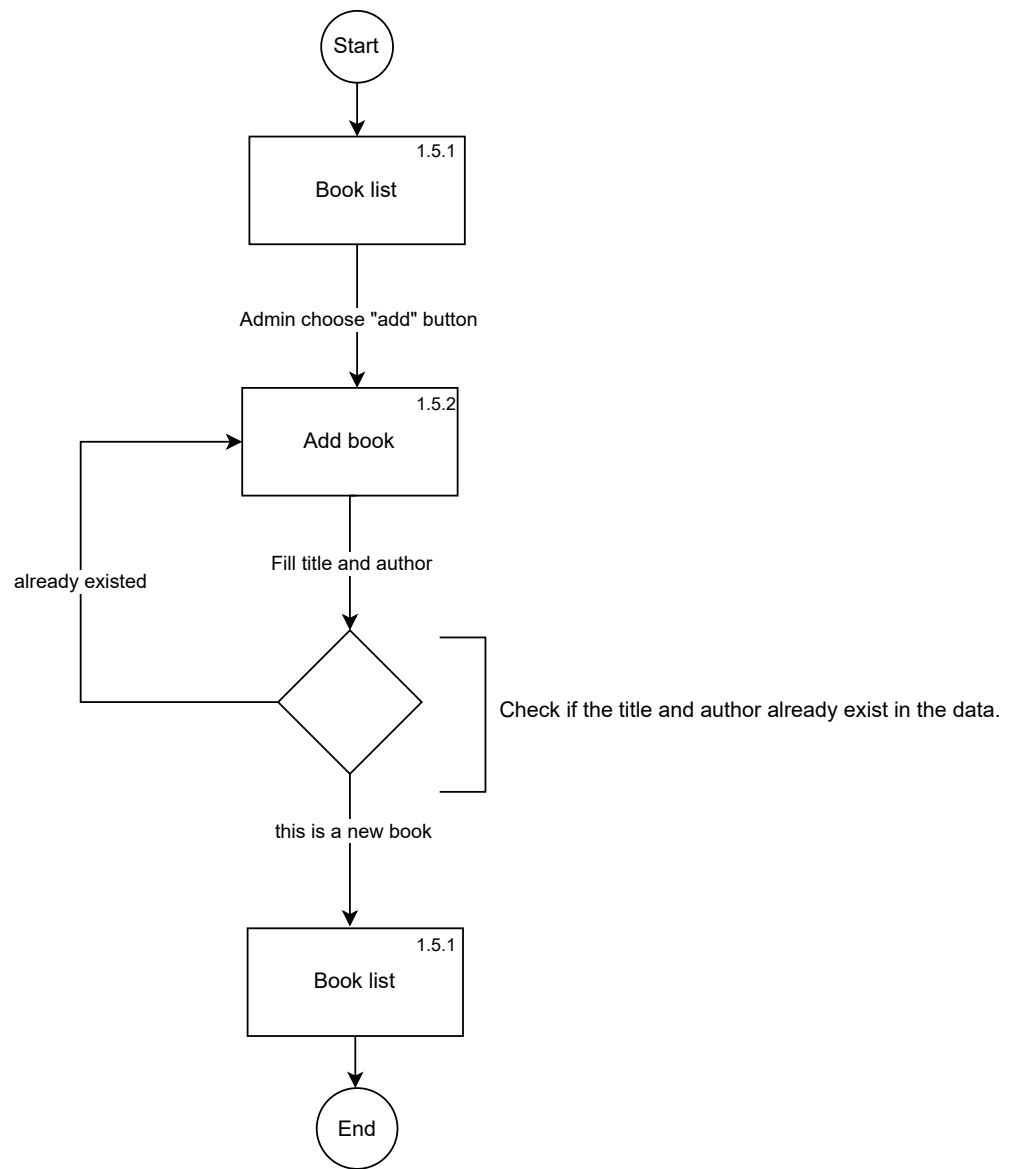 Start
1.5.1
Book list
Admin choose "add" button
1.5.2
Add book
Fill title and author
already existed
Check if the title and author already exist in the data.
this is a new book
1.5.1
Book list
End